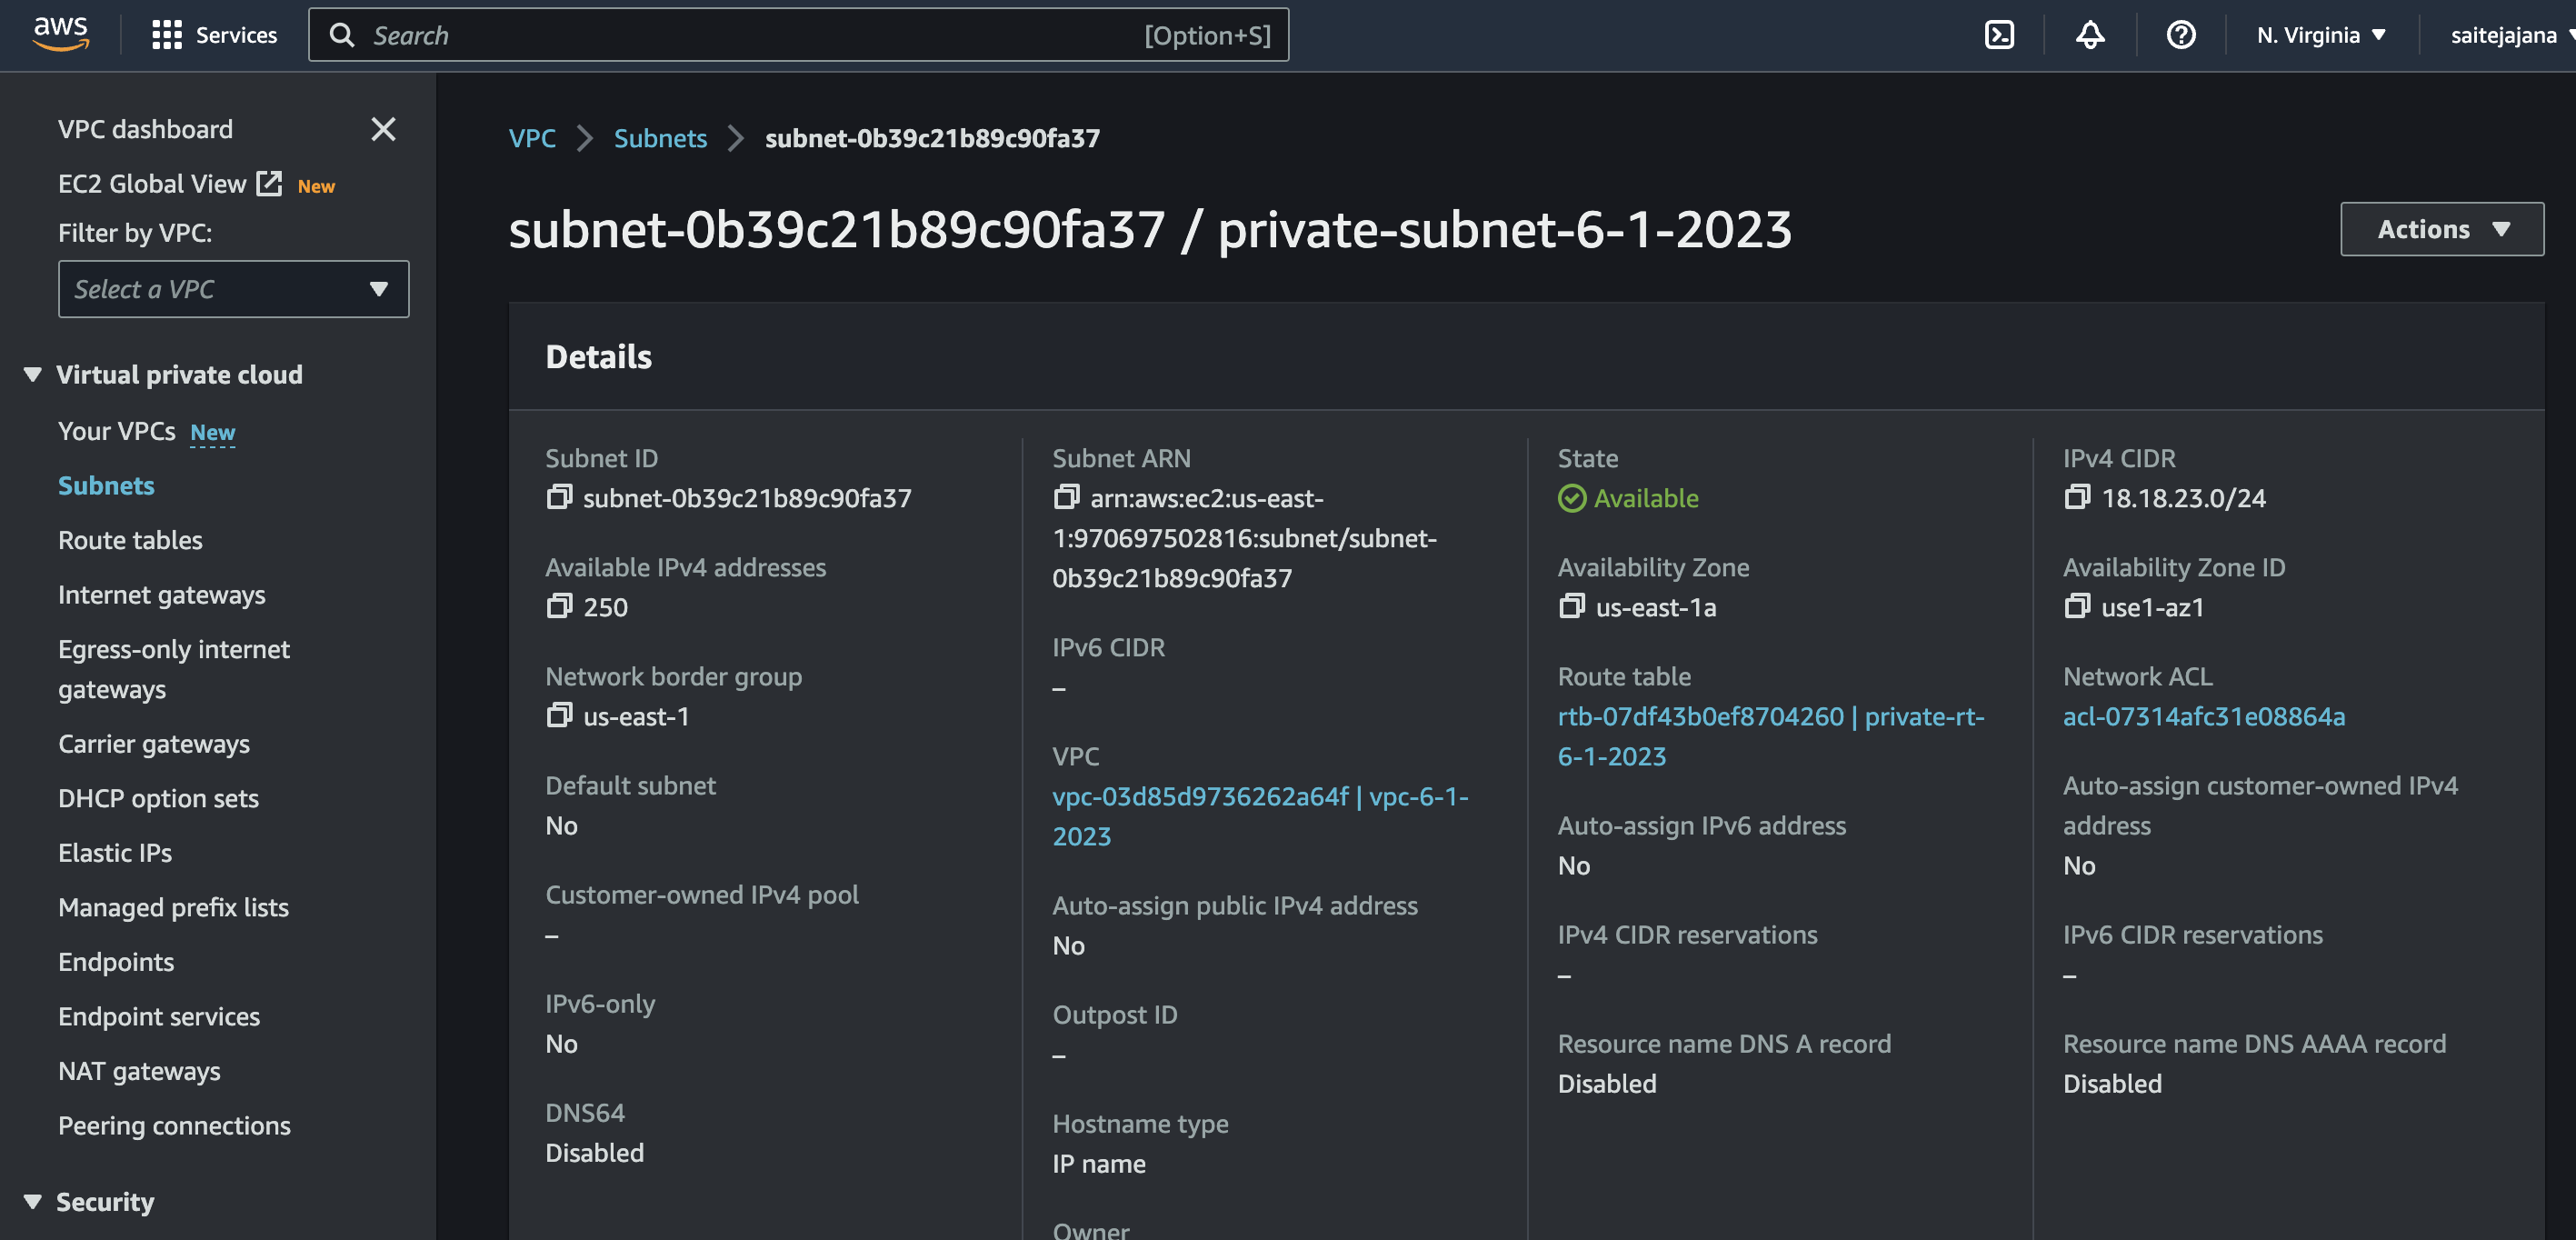 aws
Services
Search
[Option+S]
N. Virginia
saitejajana
VPC dashboard
EC2 Global View New
Filter by VPC:
Select a VPC
Virtual private cloud
Your VPCs New
Subnets
Route tables
Internet gateways
Egress-only internet
gateways
Carrier gateways
DHCP option sets
Elastic IPs
Managed prefix lists
Endpoints
Endpoint services
NAT gateways
Peering connections
Security
VPC
Subnets
subnet-0b39c21b89c90fa37
subnet-0b39c21b89c90fa37 / private-subnet-6-1-2023
Actions
Details
Subnet ID
subnet-0b39c21b89c90fa37
Available IPv4 addresses
250
Network border group
us-east-1
Default subnet
No
Customer-owned IPv4 pool
–
IPv6-only
No
DNS64
Disabled
Subnet ARN
arn:aws:ec2:us-east-
1:970697502816:subnet/subnet-
0b39c21b89c90fa37
IPv6 CIDR
–
VPC
vpc-03d85d9736262a64f | vpc-6-1-
2023
Auto-assign public IPv4 address
No
Outpost ID
–
Hostname type
IP name
Owner
State
Available
Availability Zone
us-east-1a
Route table
rtb-07df43b0ef8704260 | private-rt-
6-1-2023
Auto-assign IPv6 address
No
IPv4 CIDR reservations
–
Resource name DNS A record
Disabled
IPv4 CIDR
18.18.23.0/24
Availability Zone ID
use1-az1
Network ACL
acl-07314afc31e08864a
Auto-assign customer-owned IPv4
address
No
IPv6 CIDR reservations
–
Resource name DNS AAAA record
Disabled